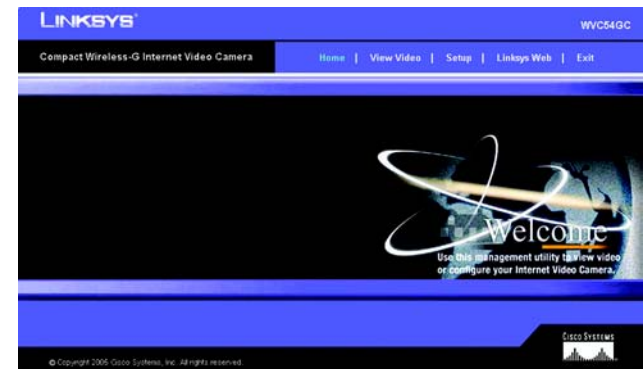 LINKSYS®
WVC54GC
Compact Wireless-G Internet Video Camera
Home | View Video | Setup | Linksys Web | Exit
Welcome
Use this management utility to view video
or configure your Internet Video Camera.
CISCO SYSTEMS
© Copyright 2005 Cisco Systems, Inc. All rights reserved.